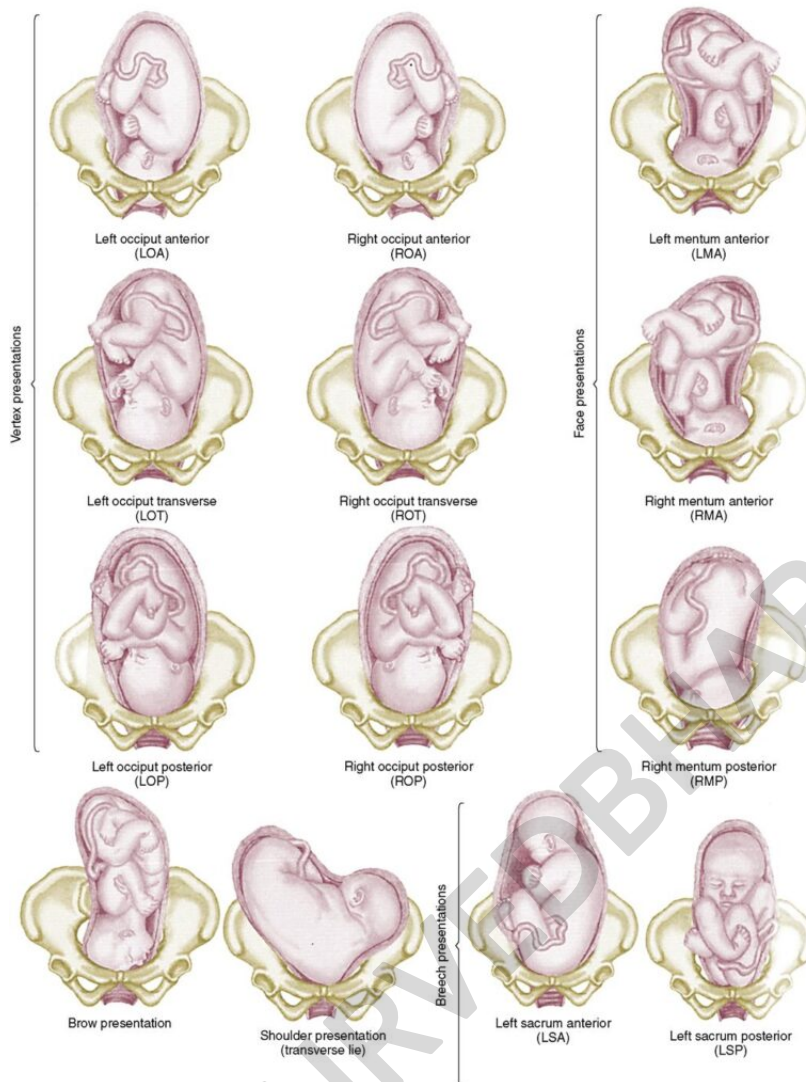 Left occiput anterior
(LOA)
Right occiput anterior
(ROA)
Left mentum anterior
(LMA)
Vertex presentations
Left occiput transverse
(LOT)
Right occiput transverse
(ROT)
Face presentations
Right mentum anterior
(RMA)
Left occiput posterior
(LOP)
Right occiput posterior
(ROP)
Right mentum posterior
(RMP)
Brow presentation
Shoulder presentation
(transverse lie)
Breech presentations
Left sacrum anterior
(LSA)
Left sacrum posterior
(LSP)
IRVEDBHAR